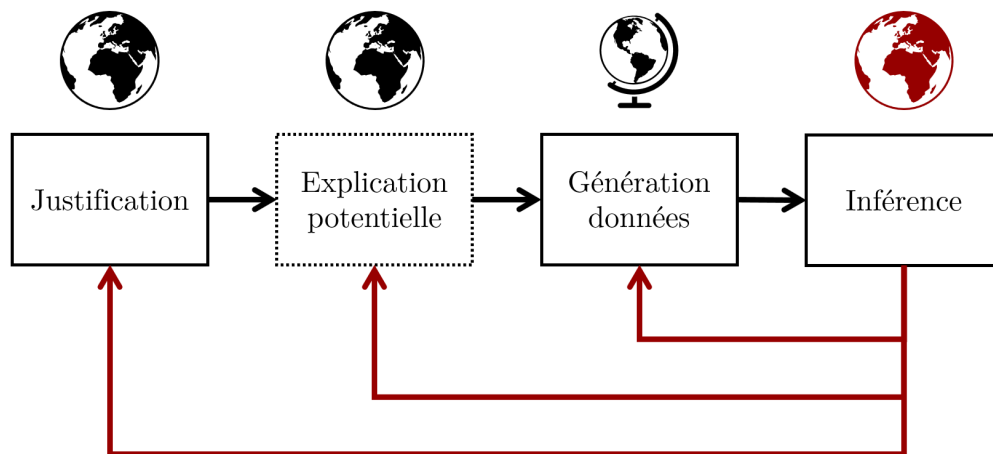 Justification
Explication
potentielle
Génération
données
Inférence